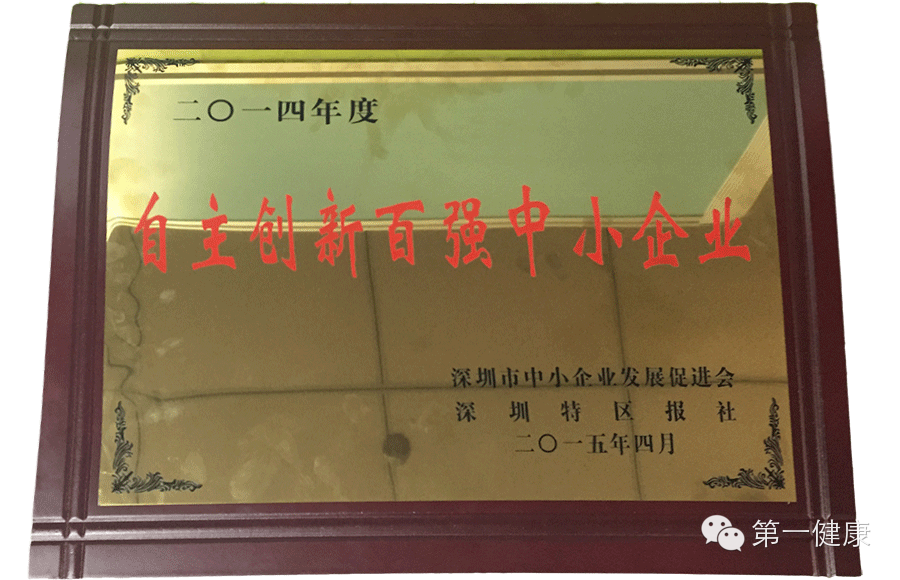 二〇一四年度
自主创新百强中小企业
深圳市中小企业发展促进会
深圳特区报社
二〇一五年四月
第一健康